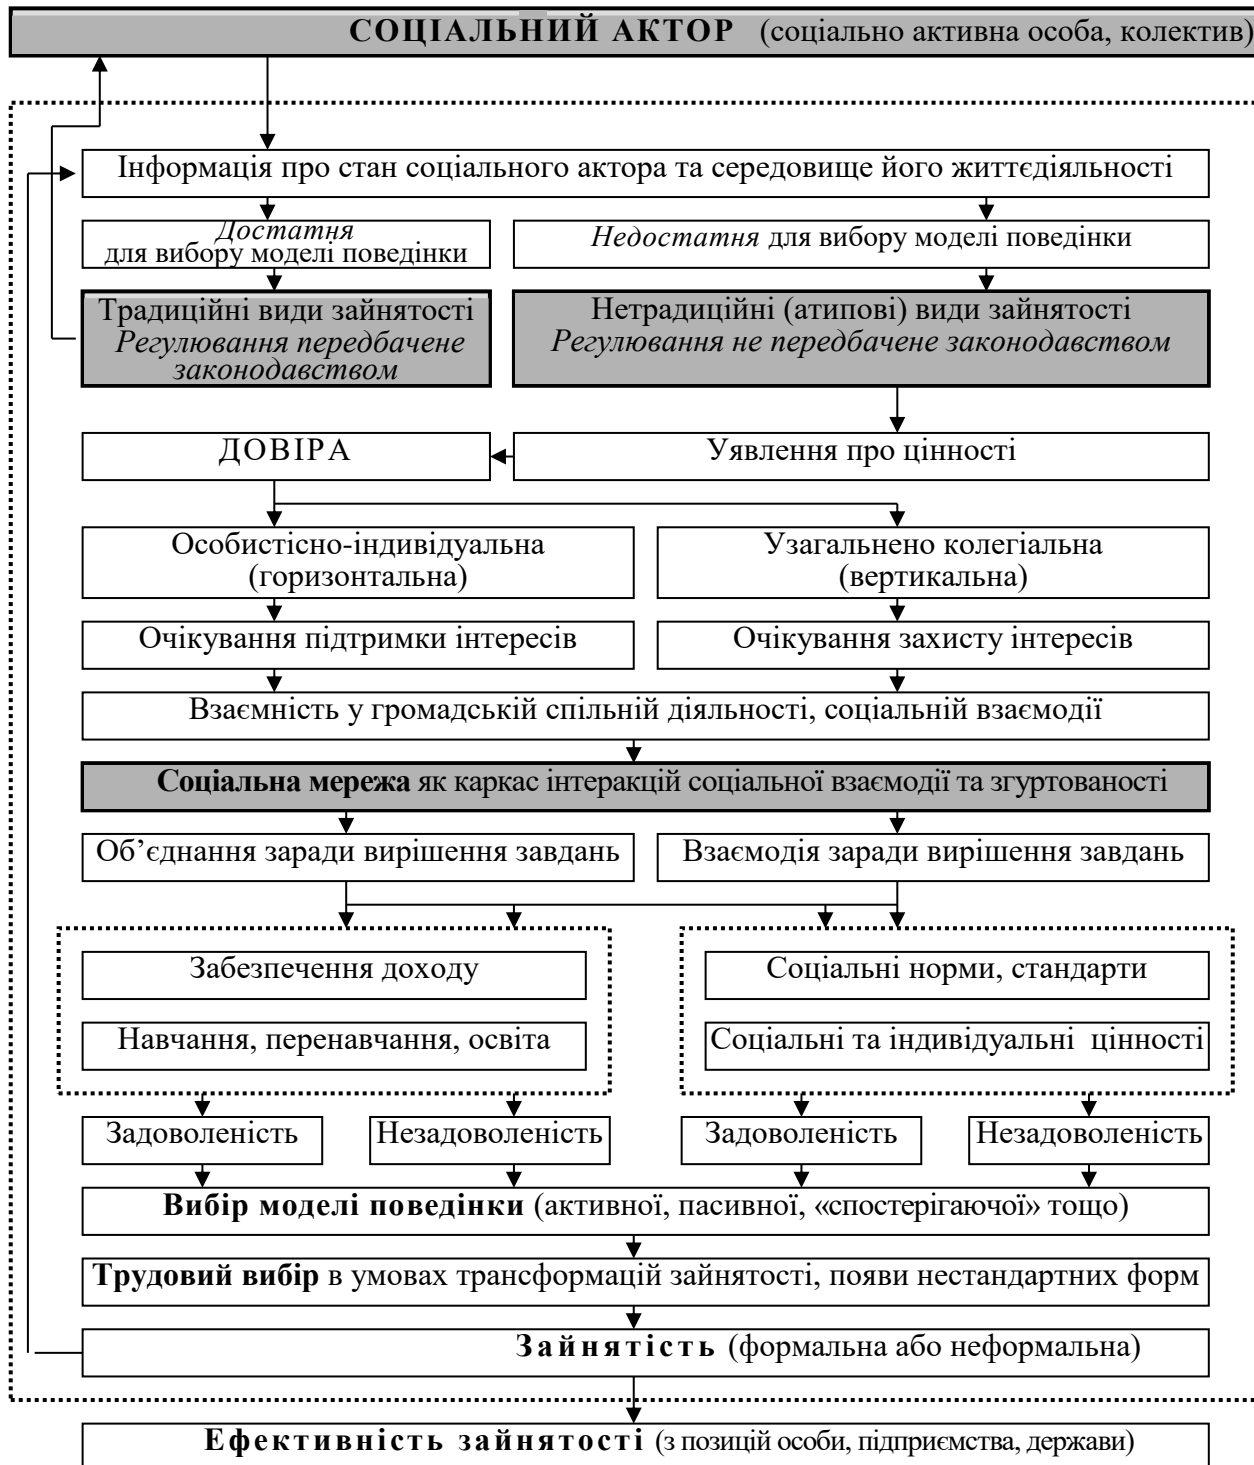 СОЦІАЛЬНИЙ АКТОР (соціально активна особа, колектив)
Інформація про стан соціального актора та середовище його життєдіяльності
Достатня
для вибору моделі поведінки
Недостатня для вибору моделі поведінки
Традиційні види зайнятості
Регулювання передбачене
законодавством
Нетрадиційні (атипові) види зайнятості
Регулювання не передбачене законодавством
ДОВІРА
Уявлення про цінності
Особистісно-індивідуальна
(горизонтальна)
Узагальнено колегіальна
(вертикальна)
Очікування підтримки інтересів
Очікування захисту інтересів
Взаємність у громадській спільній діяльності, соціальній взаємодії
Соціальна мережа як каркас інтеракцій соціальної взаємодії та згуртованості
Об’єднання заради вирішення завдань
Взаємодія заради вирішення завдань
Забезпечення доходу
Соціальні норми, стандарти
Навчання, перенавчання, освіта
Соціальні та індивідуальні цінності
Задоволеність
Незадоволеність
Задоволеність
Незадоволеність
Вибір моделі поведінки (активної, пасивної, «спостерігаючої» тощо)
Трудовий вибір в умовах трансформацій зайнятості, появи нестандартних форм
Зайнятість (формальна або неформальна)
Ефективність зайнятості (з позицій особи, підприємства, держави)